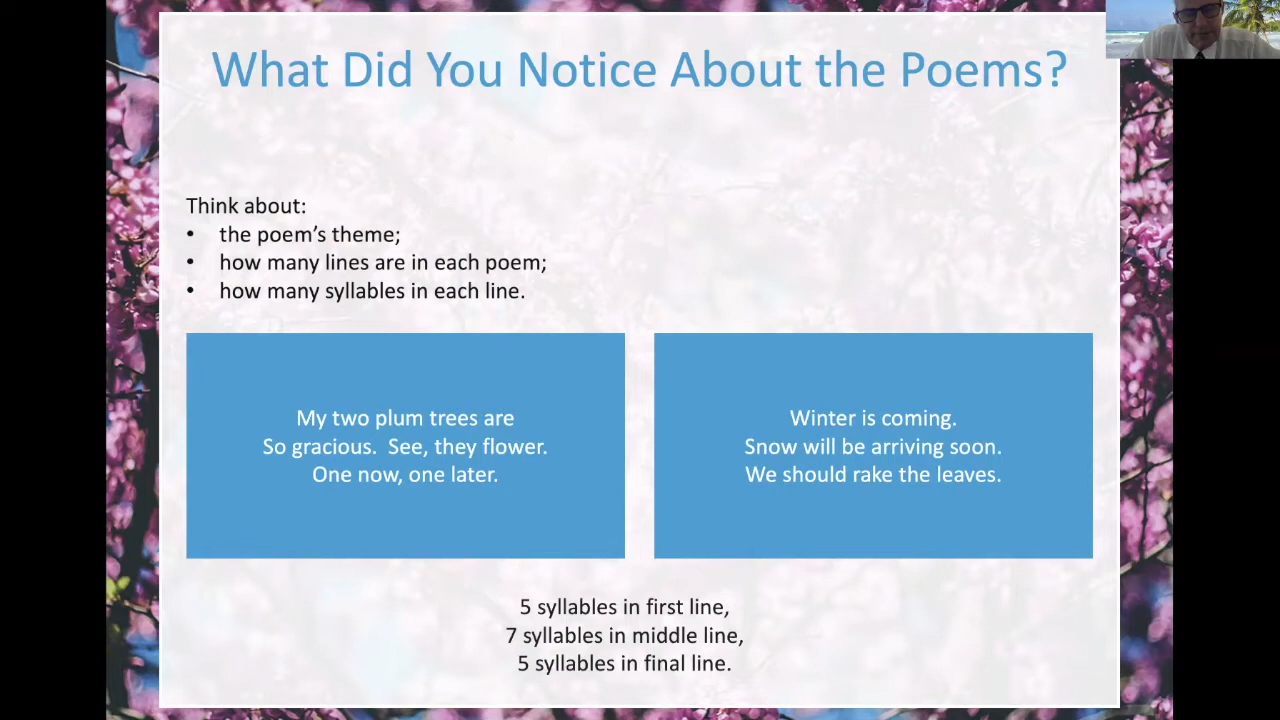 What Did You Notice About the Poems?
Think about:
• the poem’s theme;
• how many lines are in each poem;
• how many syllables in each line.
My two plum trees are
So gracious.  See, they flower.
One now, one later.
Winter is coming.
Snow will be arriving soon.
We should rake the leaves.
5 syllables in first line,
7 syllables in middle line,
5 syllables in final line.